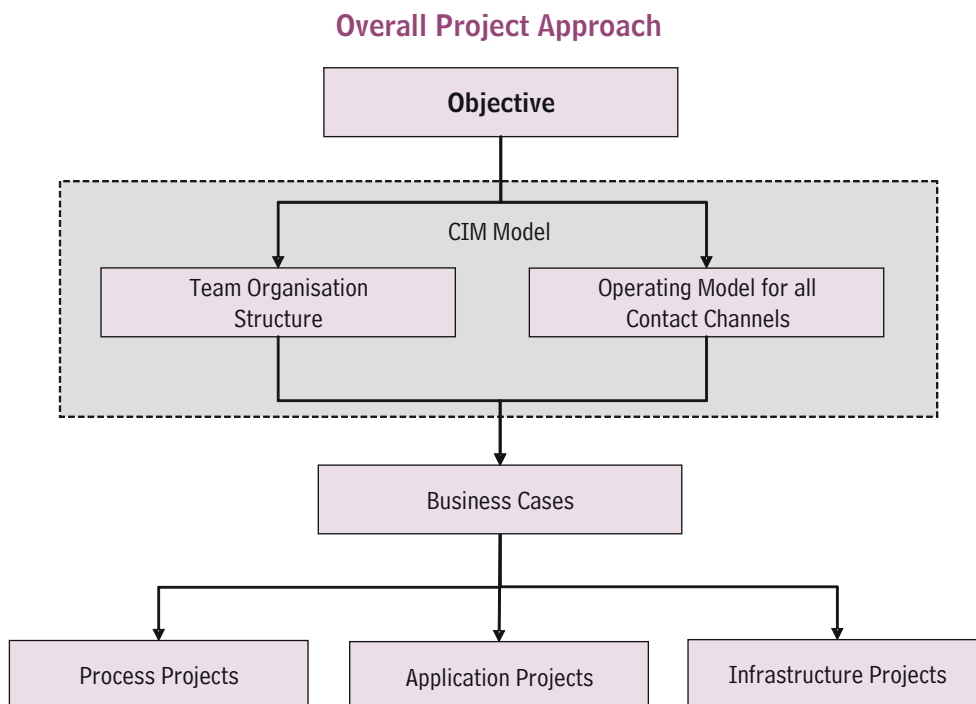 Overall Project Approach
Objective
CIM Model
Team Organisation
Structure
Operating Model for all
Contact Channels
Business Cases
Process Projects
Application Projects
Infrastructure Projects